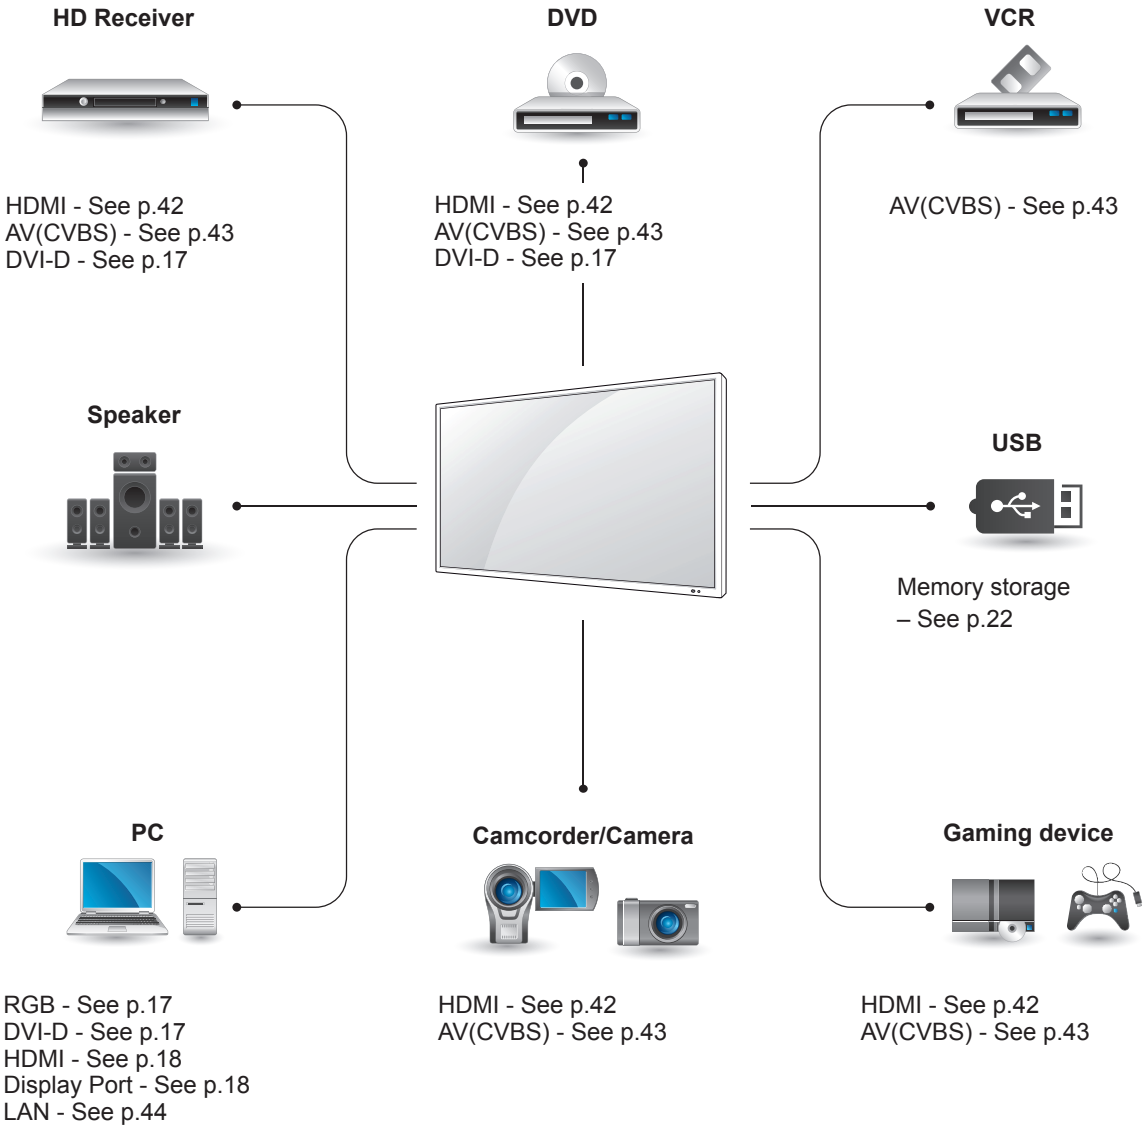 HD Receiver
DVD
VCR
HDMI - See p.42
AV(CVBS) - See p.43
DVI-D - See p.17
HDMI - See p.42
AV(CVBS) - See p.43
DVI-D - See p.17
AV(CVBS) - See p.43
Speaker
USB
Memory storage
– See p.22
PC
Camcorder/Camera
Gaming device
RGB - See p.17
DVI-D - See p.17
HDMI - See p.18
Display Port - See p.18
LAN - See p.44
HDMI - See p.42
AV(CVBS) - See p.43
HDMI - See p.42
AV(CVBS) - See p.43